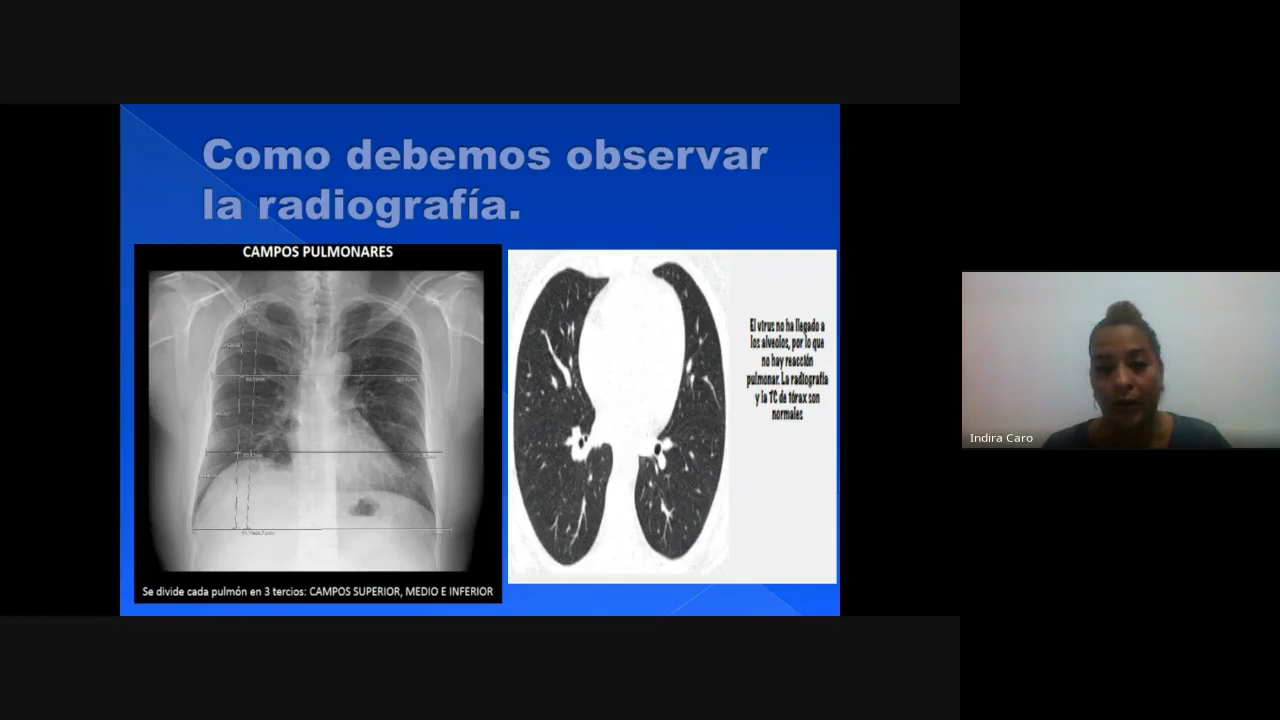 Como debemos observar
la radiografía.
CAMPOS PULMONARES
Se divide cada pulmón en 3 tercios: CAMPOS SUPERIOR, MEDIO E INFERIOR
El virus no ha llegado a
los alveolos, por lo que
no hay reacción
pulmonar. La radiografía
y la TC de tórax son
normales
Indira Caro